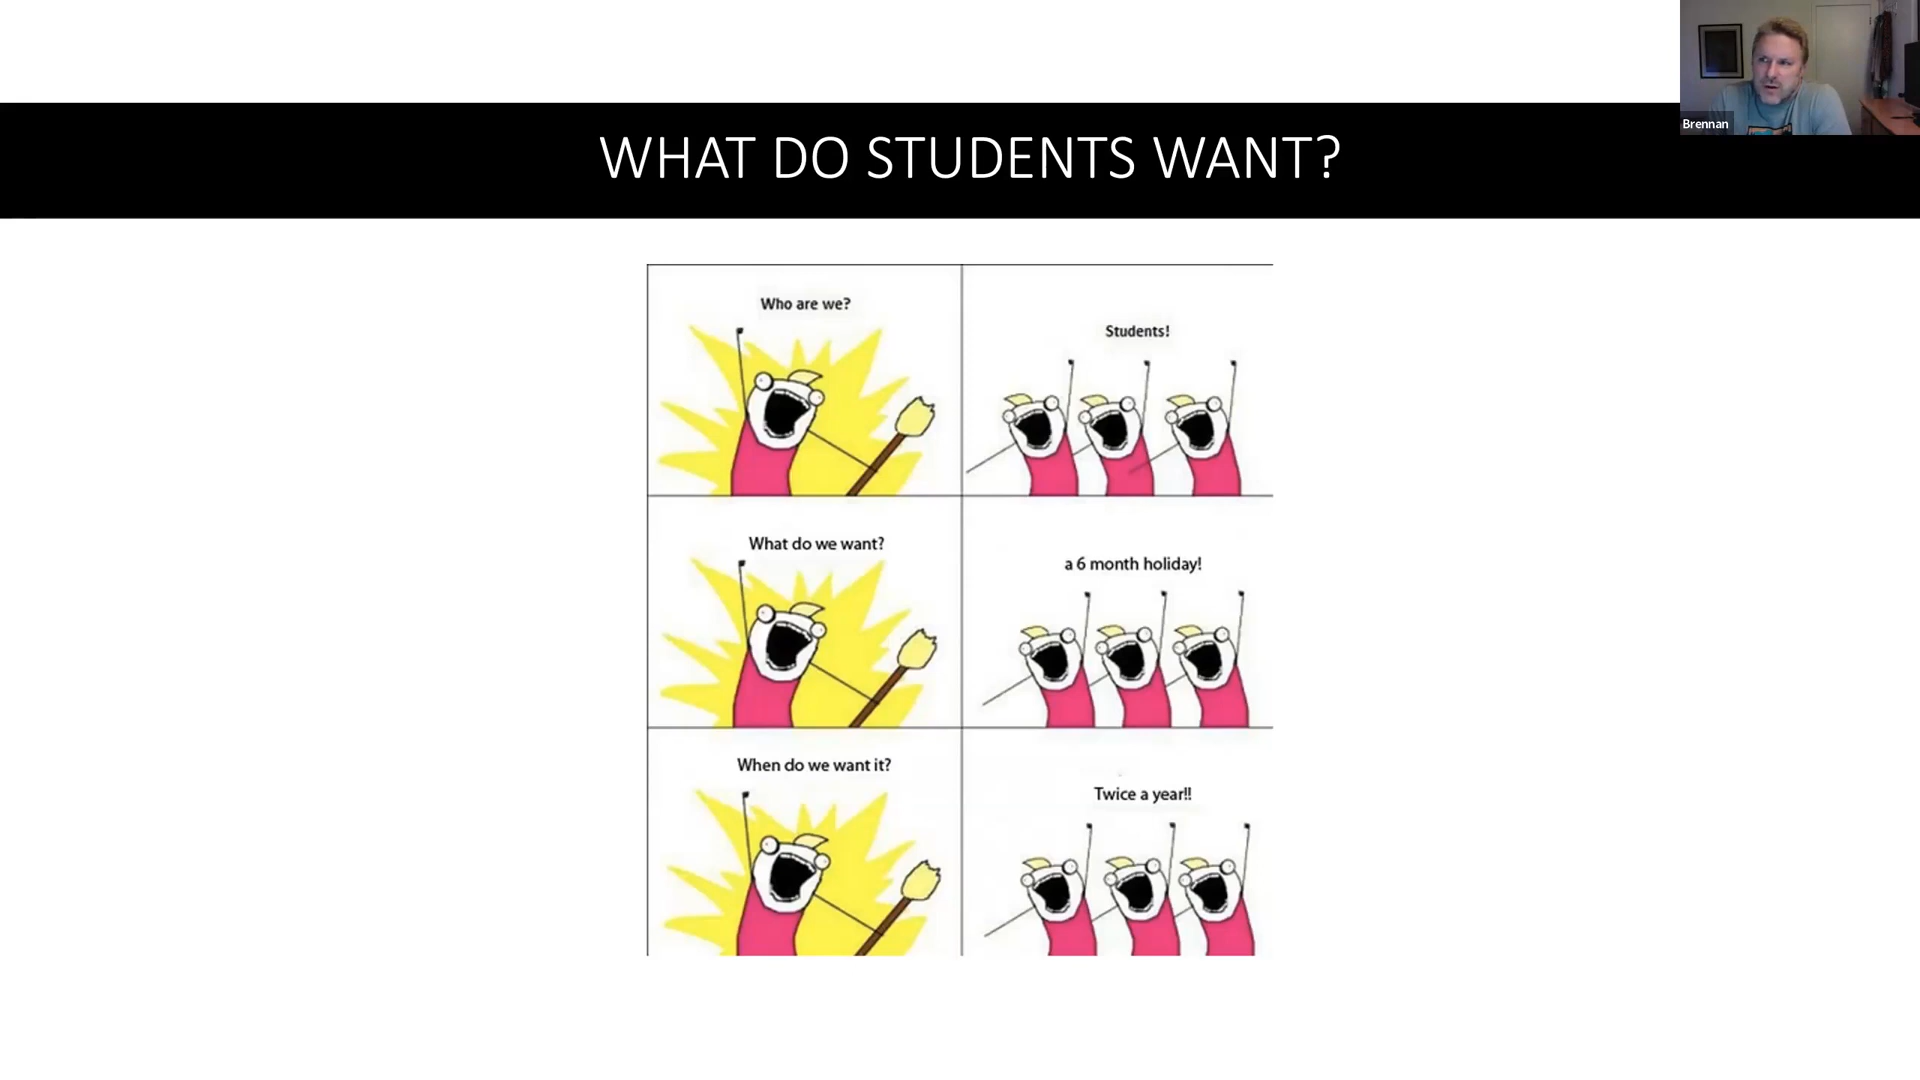 Brennan
WHAT DO STUDENTS WANT?
Who are we?
Students!
What do we want?
a 6 month holiday!
When do we want it?
Twice a year!!